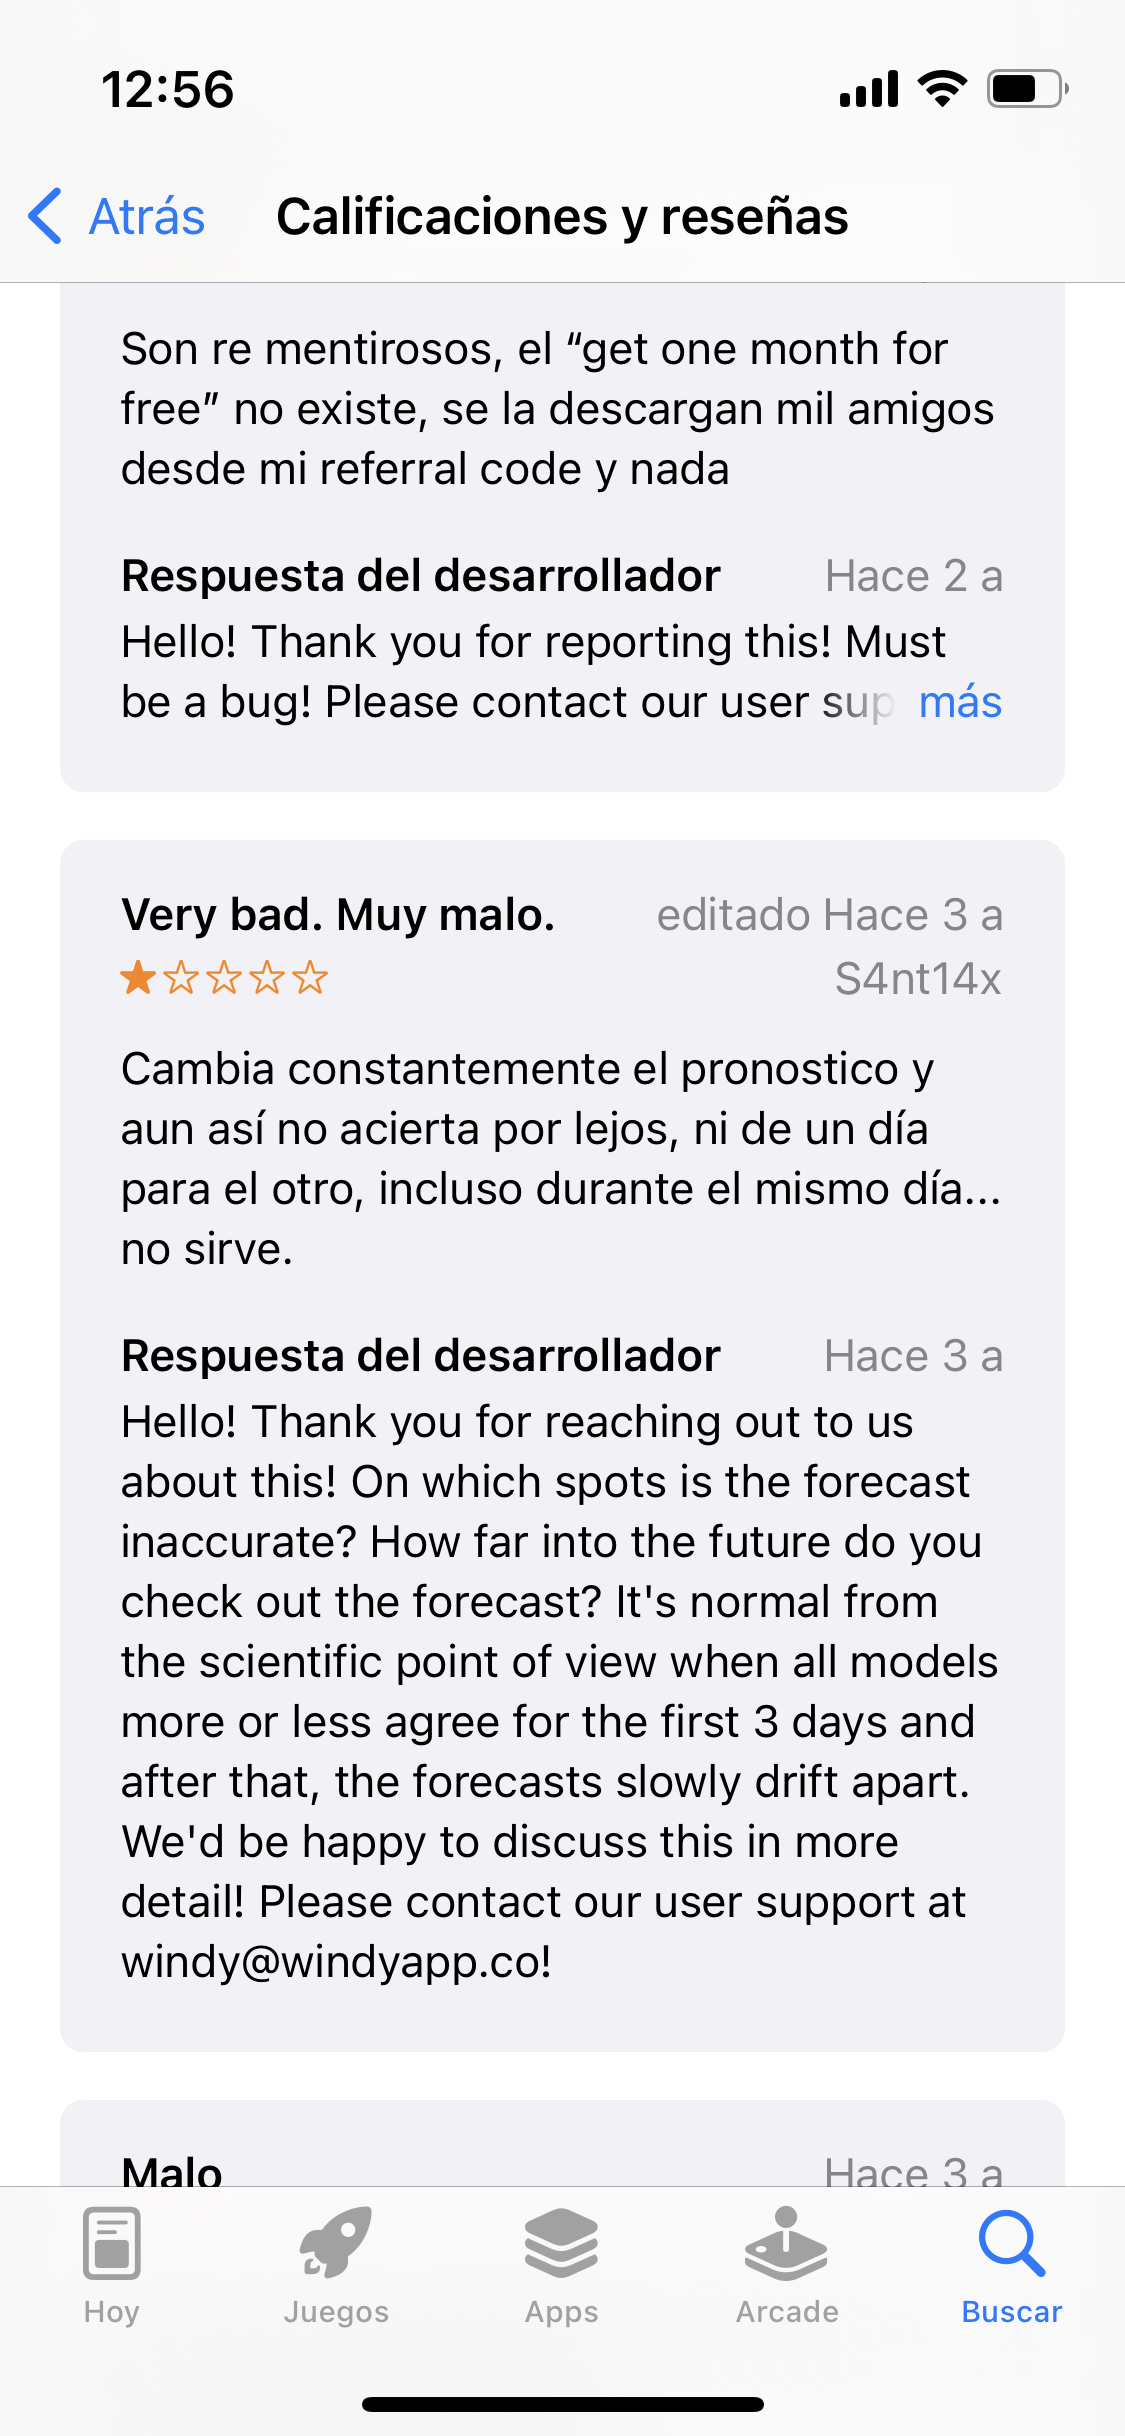 12:56
Atrás
Calificaciones y reseñas
Son re mentirosos, el “get one month for
free” no existe, se la descargan mil amigos
desde mi referral code y nada
Respuesta del desarrollador
Hace 2 a
Hello! Thank you for reporting this! Must
be a bug! Please contact our user sup más
Very bad. Muy malo.
editado Hace 3 a
S4nt14x
Cambia constantemente el pronostico y
aun así no acierta por lejos, ni de un día
para el otro, incluso durante el mismo día...
no sirve.
Respuesta del desarrollador
Hace 3 a
Hello! Thank you for reaching out to us
about this! On which spots is the forecast
inaccurate? How far into the future do you
check out the forecast? It's normal from
the scientific point of view when all models
more or less agree for the first 3 days and
after that, the forecasts slowly drift apart.
We'd be happy to discuss this in more
detail! Please contact our user support at
windy@windyapp.co!
Malo
Hace 3 a
Hoy
Juegos
Apps
Arcade
Buscar